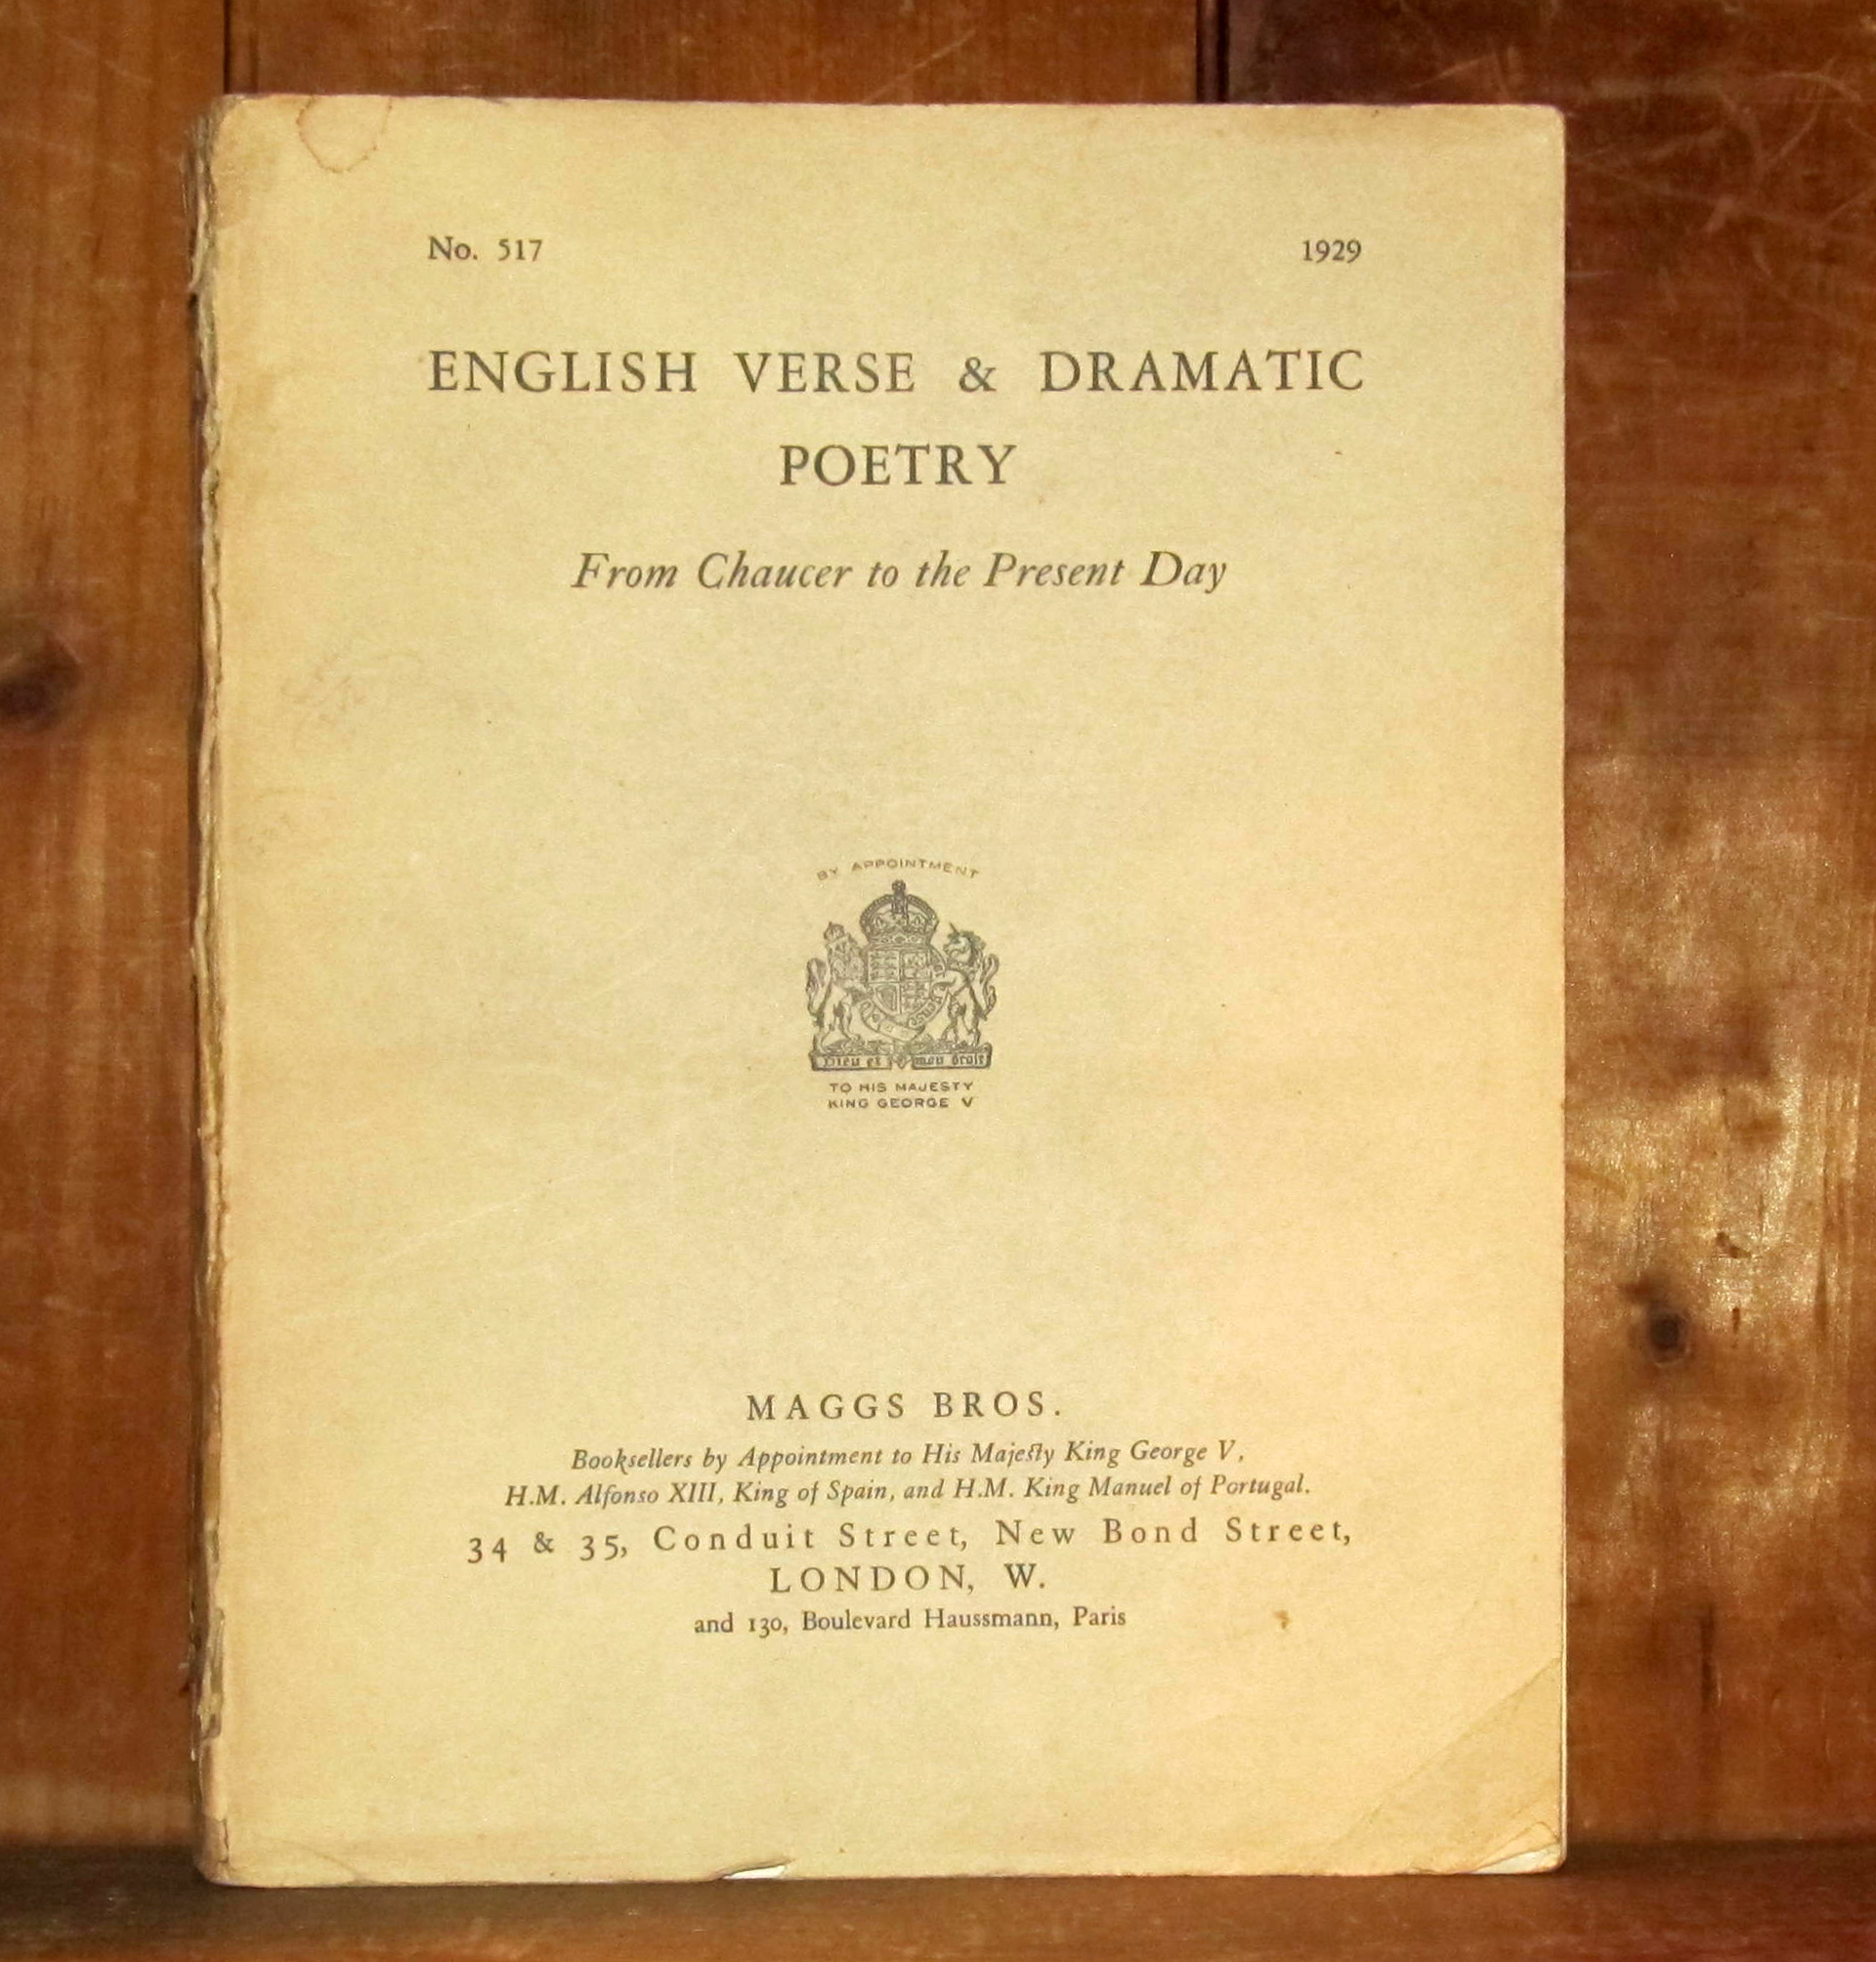 No. 517 1929
ENGLISH VERSE & DRAMATIC
POETRY
From Chaucer to the Present Day
BY APPOINTMENT
Dieu et mon droit
TO HIS MAJESTY
KING GEORGE V
MAGGS BROS.
Booksellers by Appointment to His Majesty King George V,
H.M. Alfonso XIII, King of Spain, and H.M. King Manuel of Portugal.
34 & 35, Conduit Street, New Bond Street,
LONDON, W.
and 130, Boulevard Haussmann, Paris